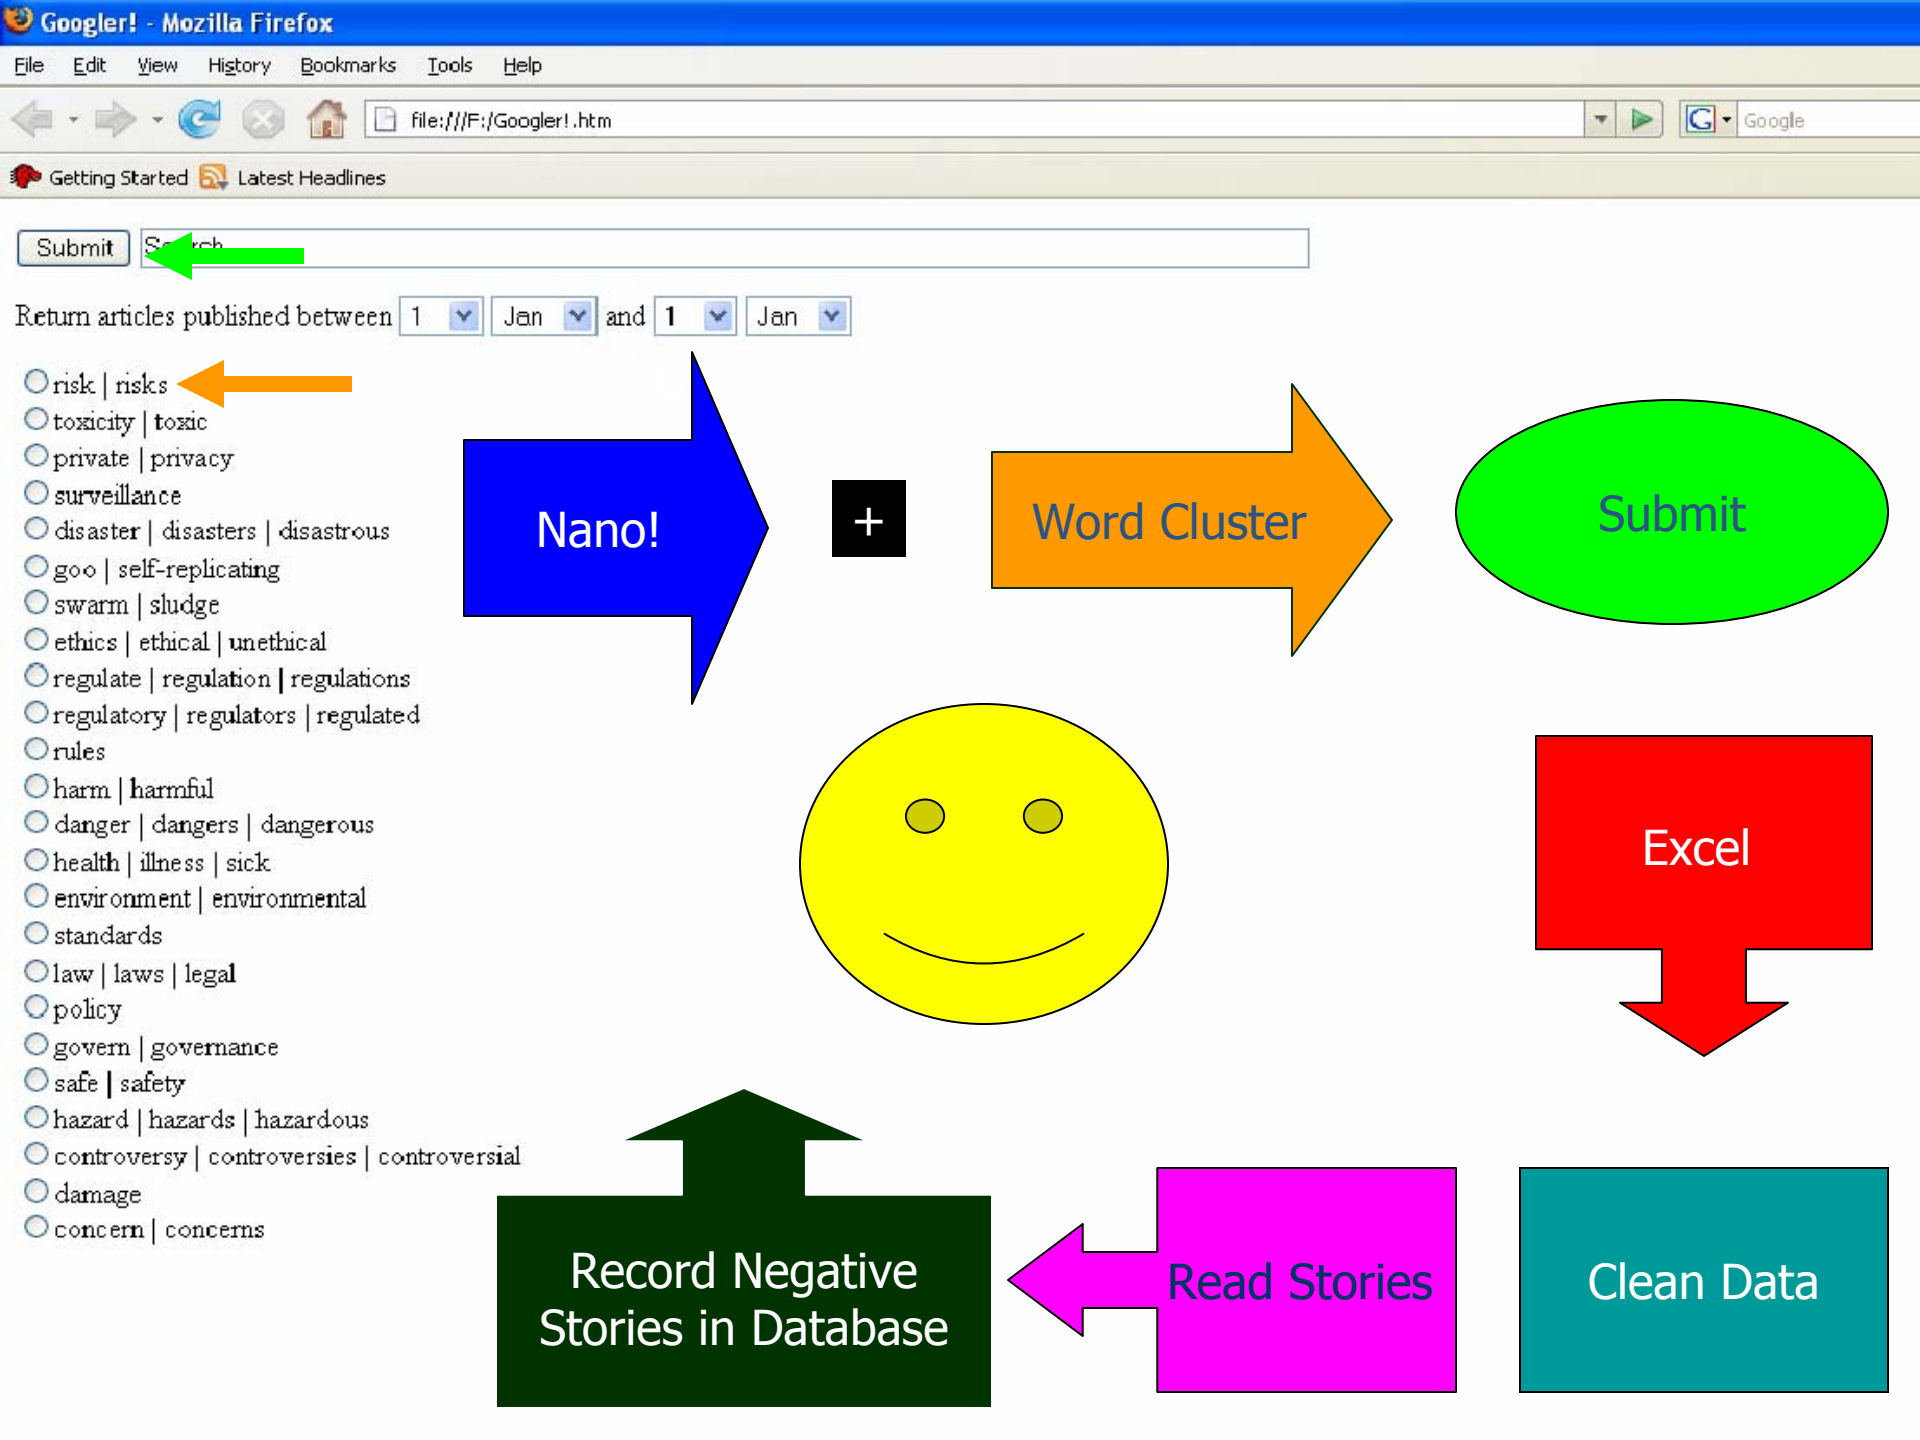 Googler! - Mozilla Firefox
File Edit View History Bookmarks Tools Help
file:///F:/Googler!.htm
Google
Getting Started Latest Headlines
Submit
Search
Return articles published between 1 Jan and 1 Jan
risk | risks
toxicity | toxic
private | privacy
surveillance
disaster | disasters | disastrous
goo | self-replicating
swarm | sludge
ethics | ethical | unethical
regulate | regulation | regulations
regulatory | regulators | regulated
rules
harm | harmful
danger | dangers | dangerous
health | illness | sick
environment | environmental
standards
law | laws | legal
policy
govern | governance
safe | safety
hazard | hazards | hazardous
controversy | controversies | controversial
damage
concern | concerns
Nano!
+
Word Cluster
Submit
Excel
Clean Data
Read Stories
Record Negative
Stories in Database